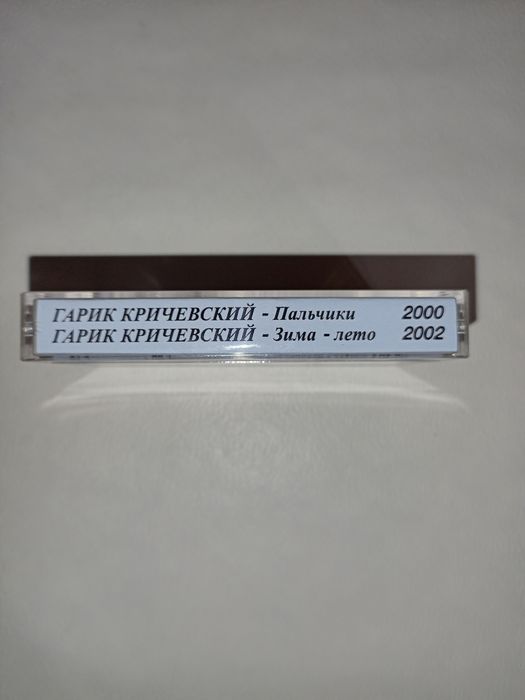 ГАРИК КРИЧЕВСКИЙ - Пальчики 2000
ГАРИК КРИЧЕВСКИЙ - Зима - лето 2002